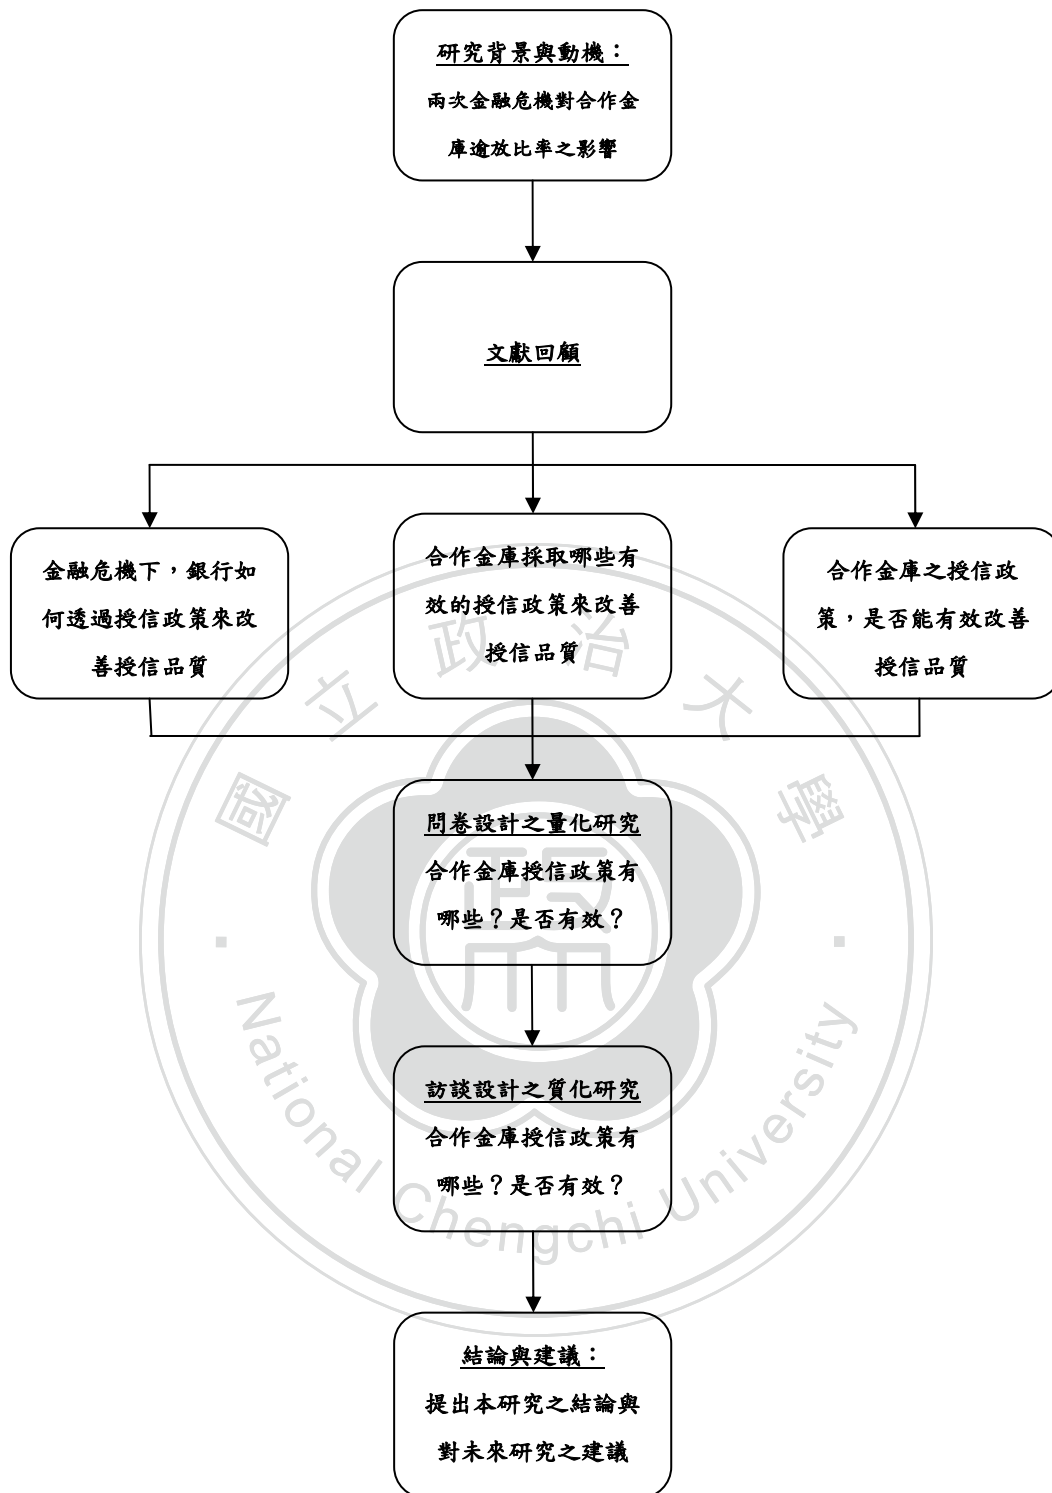 研究背景與動機：
兩次金融危機對合作金
庫逾放比率之影響
文獻回顧
金融危機下，銀行如
何透過授信政策來改
善授信品質
合作金庫採取哪些有
效的授信政策來改善
授信品質
合作金庫之授信政
策，是否能有效改善
授信品質
問卷設計之量化研究
合作金庫授信政策有
哪些？是否有效？
訪談設計之質化研究
合作金庫授信政策有
哪些？是否有效？
結論與建議：
提出本研究之結論與
對未來研究之建議
國立政治大學
National Chengchi University